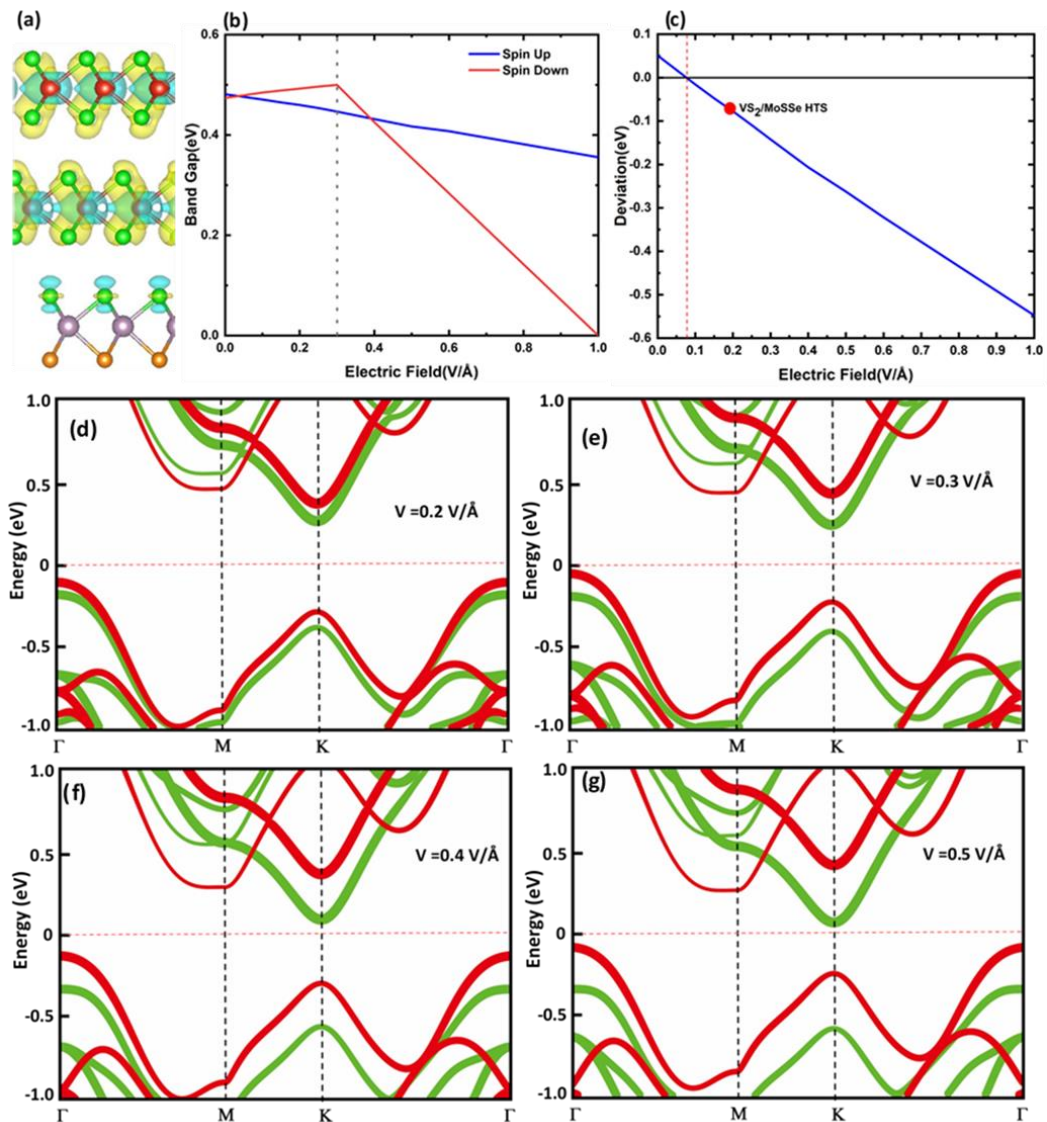 (a)
(b)
0.6
0.4
0.2
0.0
Band Gap(eV)
Spin Up
Spin Down
0.0 0.2 0.4 0.6 0.8 1.0
Electric Field(V/Å)
(c)
0.1
0.0
-0.1
-0.2
-0.3
-0.4
-0.5
-0.6
Deviation(eV)
VS2/MoSSe HTS
0.0 0.1 0.2 0.3 0.4 0.5 0.6 0.7 0.8 0.9 1.0
Electric Field(V/Å)
(d)
1.0
0.5
0
-0.5
-1.0
Energy (eV)
V =0.2 V/Å
Γ M K Γ
(e)
1.0
0.5
0
-0.5
-1.0
Energy (eV)
V =0.3 V/Å
Γ M K Γ
(f)
1.0
0.5
0
-0.5
-1.0
Energy (eV)
V =0.4 V/Å
Γ M K Γ
(g)
1.0
0.5
0
-0.5
-1.0
Energy (eV)
V =0.5 V/Å
Γ M K Γ